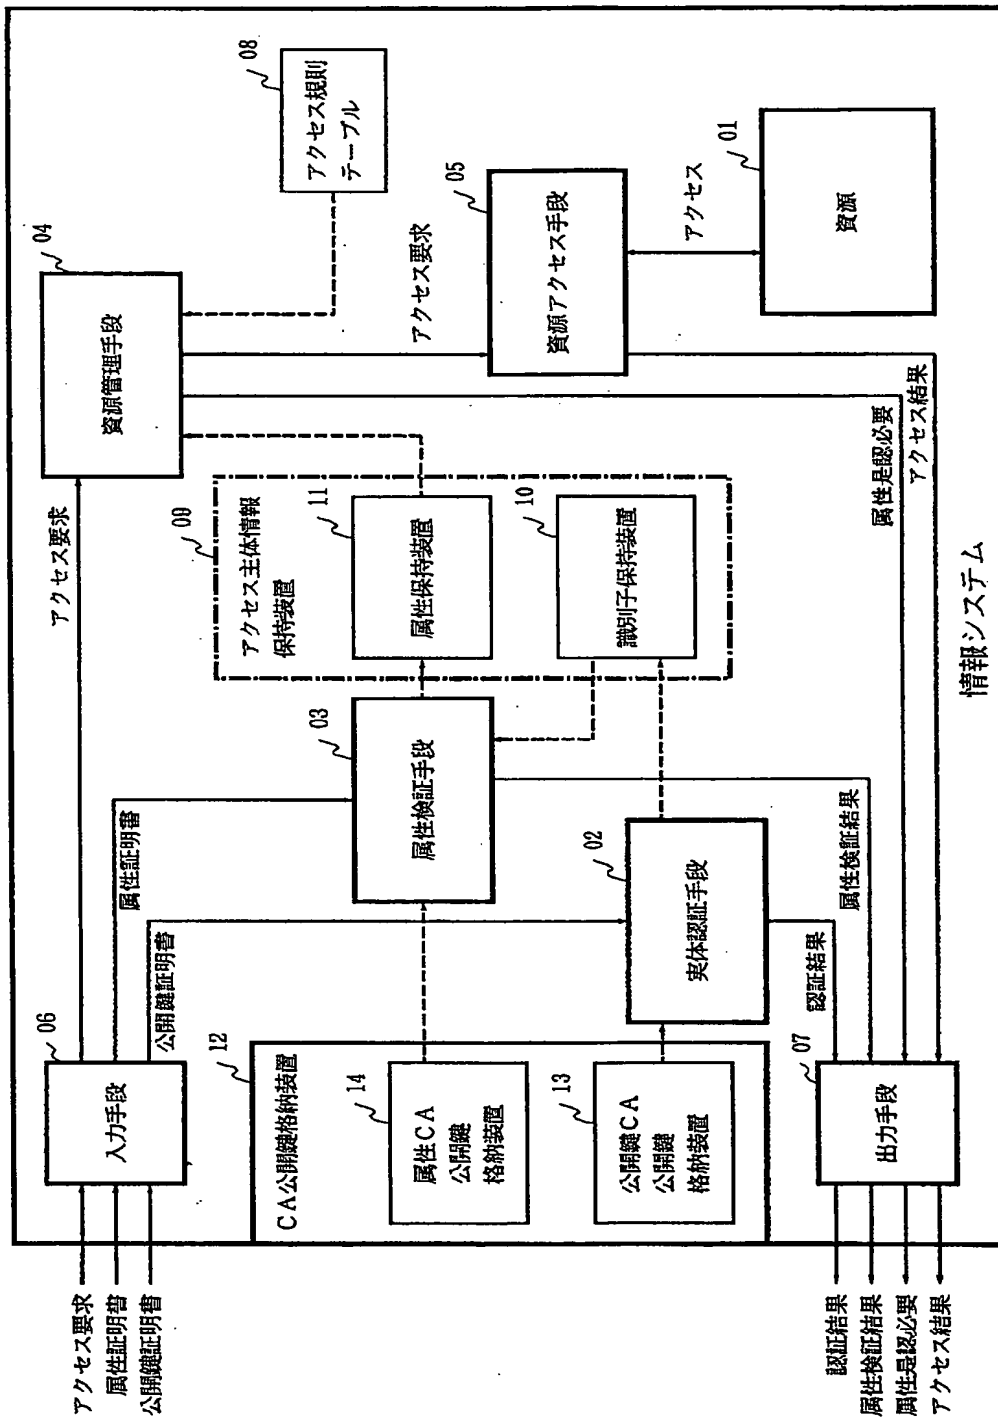 アクセス要求
属性証明書
公開鍵証明書
06
入力手段
アクセス要求
属性証明書
公開鍵証明書
04
資源管理手段
08
アクセス規則
テーブル
12
CA公開鍵格納装置
14
属性CA
公開鍵
格納装置
13
公開鍵CA
公開鍵
格納装置
03
属性検証手段
02
実体認証手段
09
アクセス主体情報
保持装置
11
属性保持装置
10
識別子保持装置
アクセス要求
05
資源アクセス手段
アクセス
01
資源
認証結果
属性検証結果
属性是認必要
アクセス結果
07
出力手段
認証結果
属性検証結果
属性是認必要
アクセス結果
情報システム